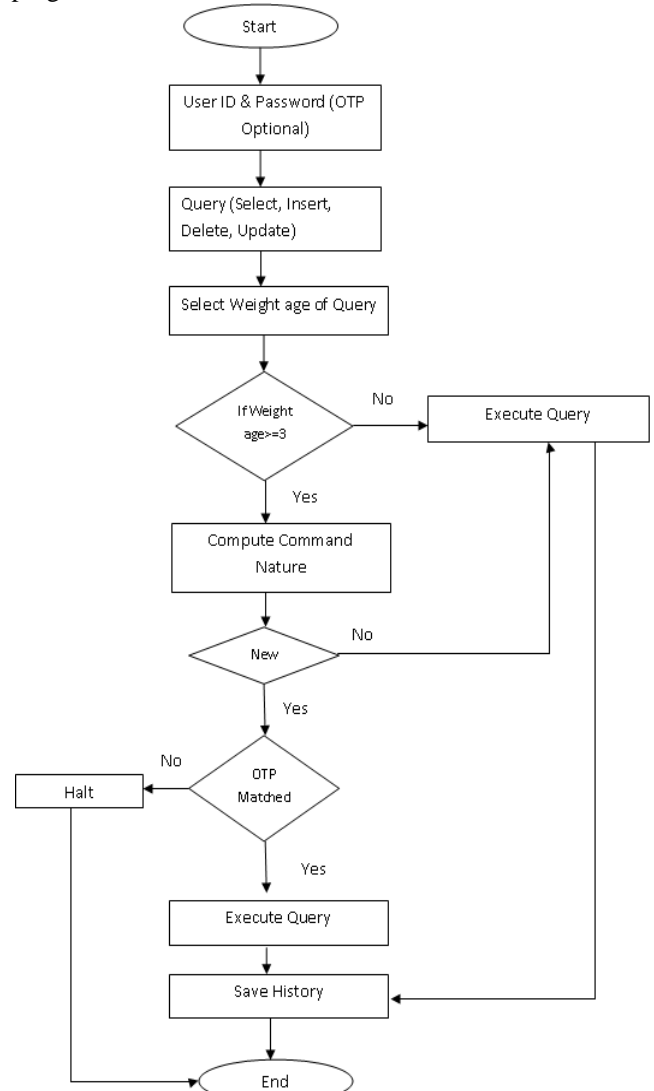 Start
User ID & Password (OTP
Optional)
Query (Select, Insert,
Delete, Update)
Select Weight age of Query
If Weight
age>=3
No
Execute Query
Yes
Compute Command
Nature
New
No
Yes
OTP
Matched
No
Halt
Yes
Execute Query
Save History
End